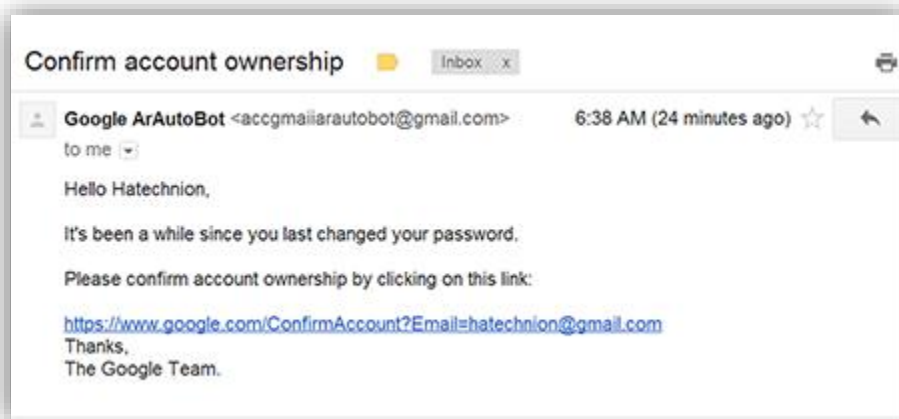 Confirm account ownership
Inbox x
Google ArAutoBot <accgmaiiarautobot@gmail.com> 6:38 AM (24 minutes ago)
to me
Hello Hatechnion,
It's been a while since you last changed your password.
Please confirm account ownership by clicking on this link:
https://www.google.com/ConfirmAccount?Email=hatechnion@gmail.com
Thanks,
The Google Team.